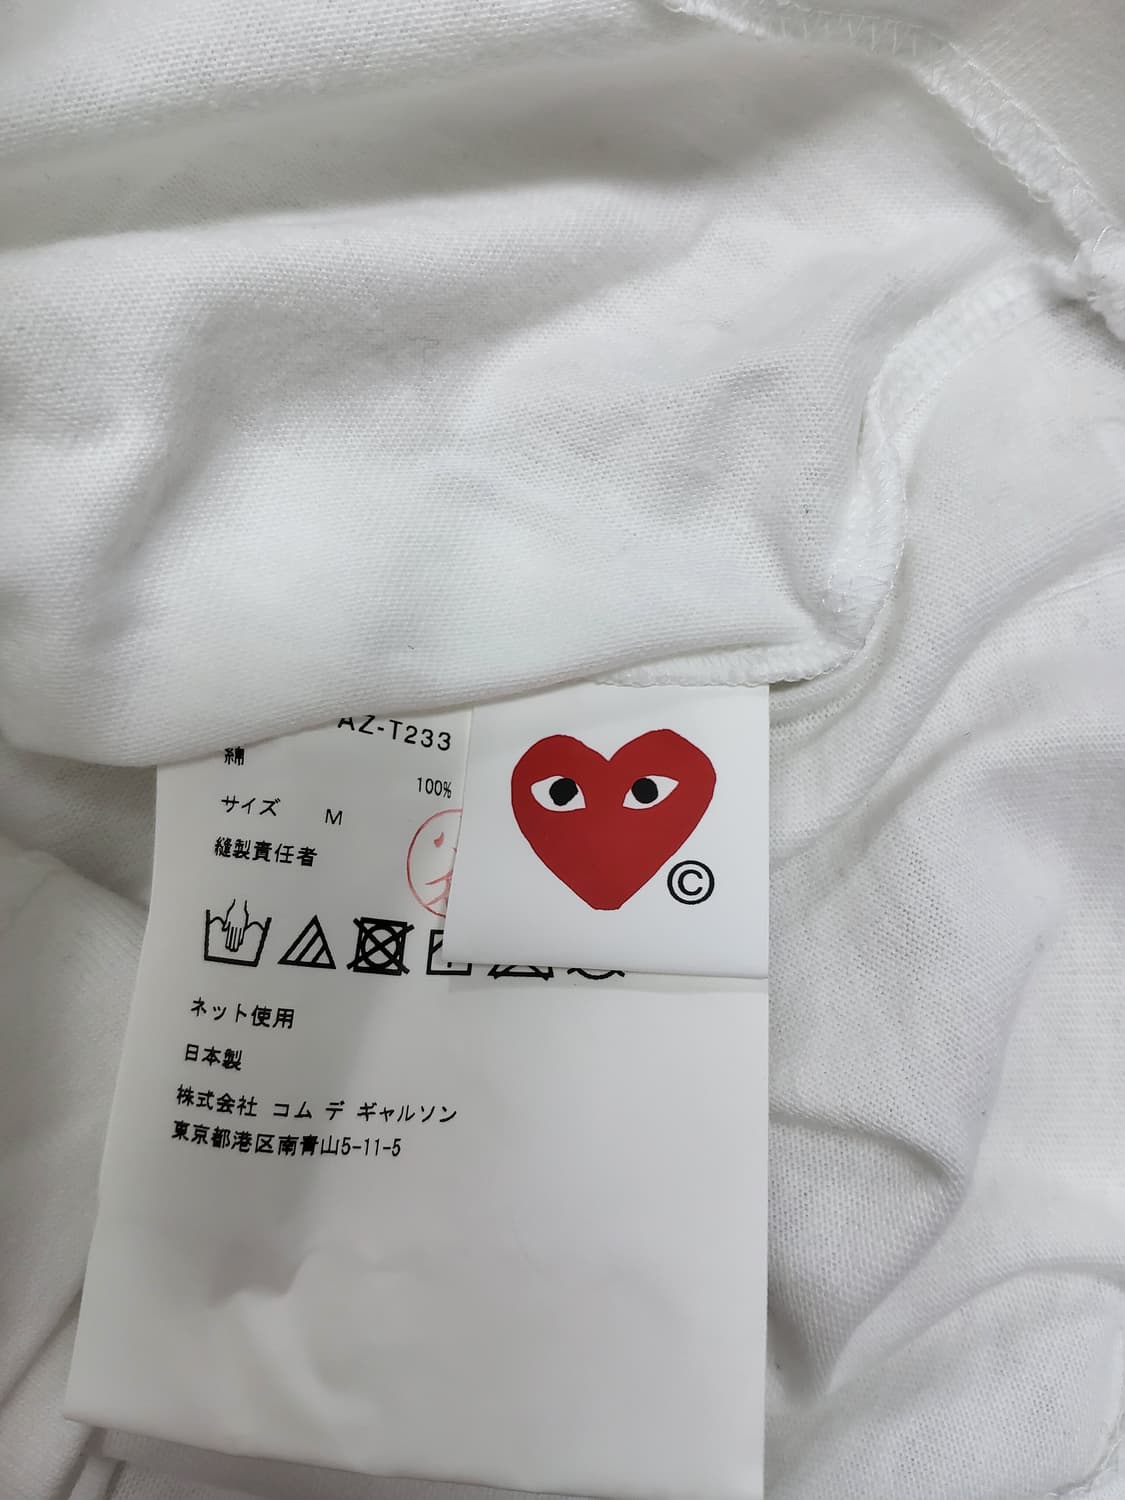 AZ-T233
綿
100%
サイズ M
縫製責任者
©
ネット使用
日本製
株式会社 コム デ ギャルソン
東京都港区南青山5-11-5